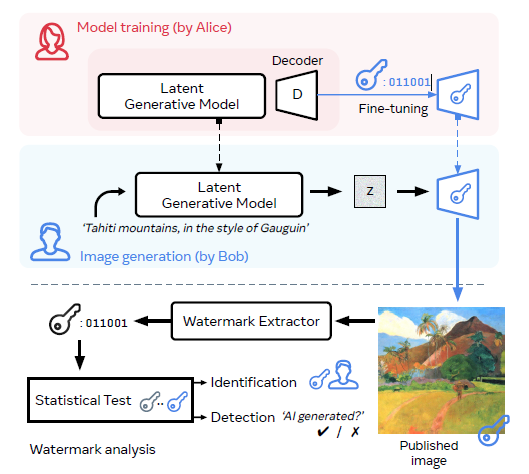 Model training (by Alice)
Decoder
Latent
Generative Model
D
: 011001
Fine-tuning
Latent
Generative Model
z
'Tahiti mountains, in the style of Gauguin'
Image generation (by Bob)
: 011001
Watermark Extractor
Statistical Test
..
Identification
Detection 'AI generated?'
✔ / ✗
Watermark analysis
Published
image